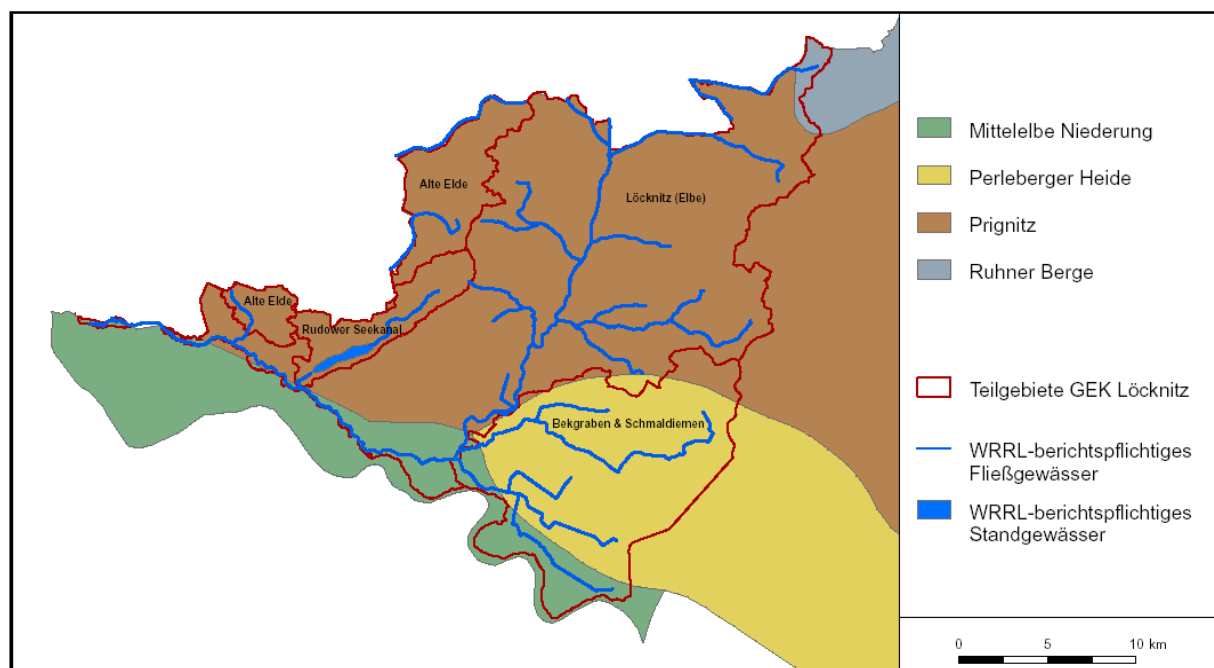 Alte Elde
Löcknitz (Elbe)
Alte Elde
Rudower Seekanal
Bekgraben & Schmaldiemen
Mittelelbe Niederung
Perleberger Heide
Prignitz
Ruhner Berge
Teilgebiete GEK Löcknitz
WRRL-berichtspflichtiges
Fließgewässer
WRRL-berichtspflichtiges
Standgewässer
0 5 10 km